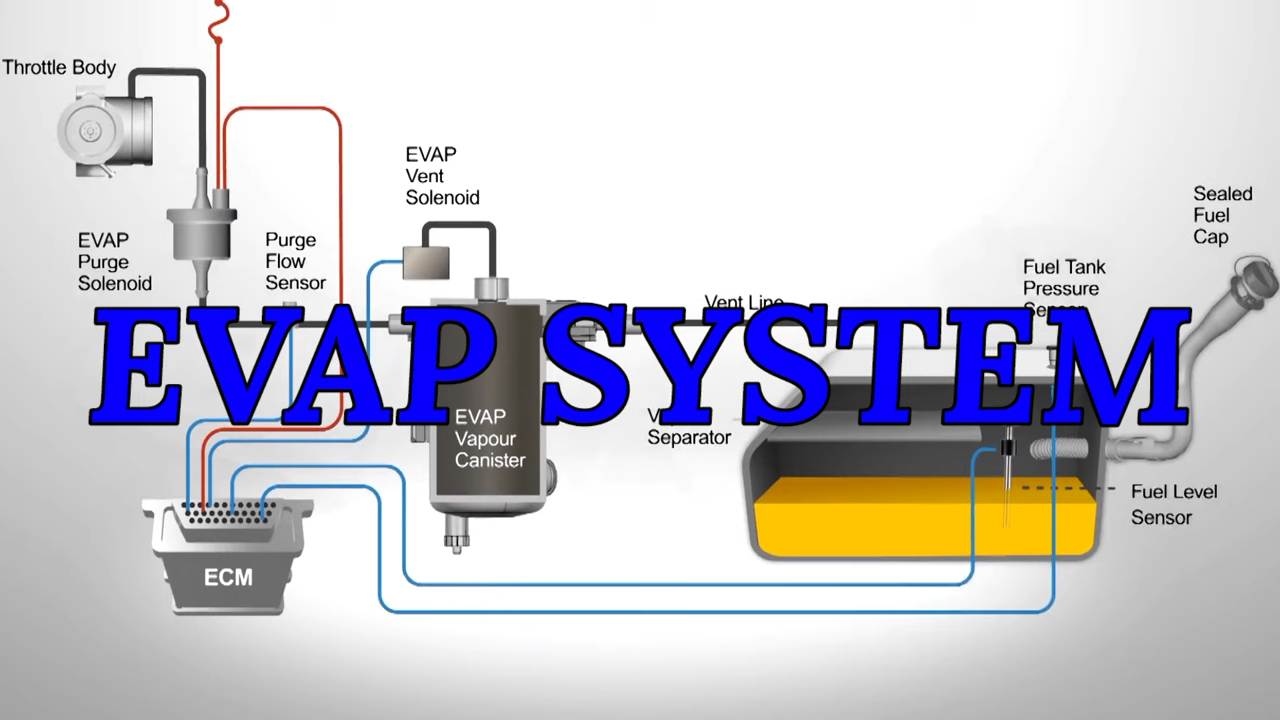 Throttle Body
EVAP
Vent
Solenoid
Sealed
Fuel
Cap
EVAP
Purge
Solenoid
Purge
Flow
Sensor
Fuel Tank
Pressure
Sensor
Vent Line
EVAP SYSTEM
EVAP
Vapour
Canister
Separator
Fuel Level
Sensor
ECM